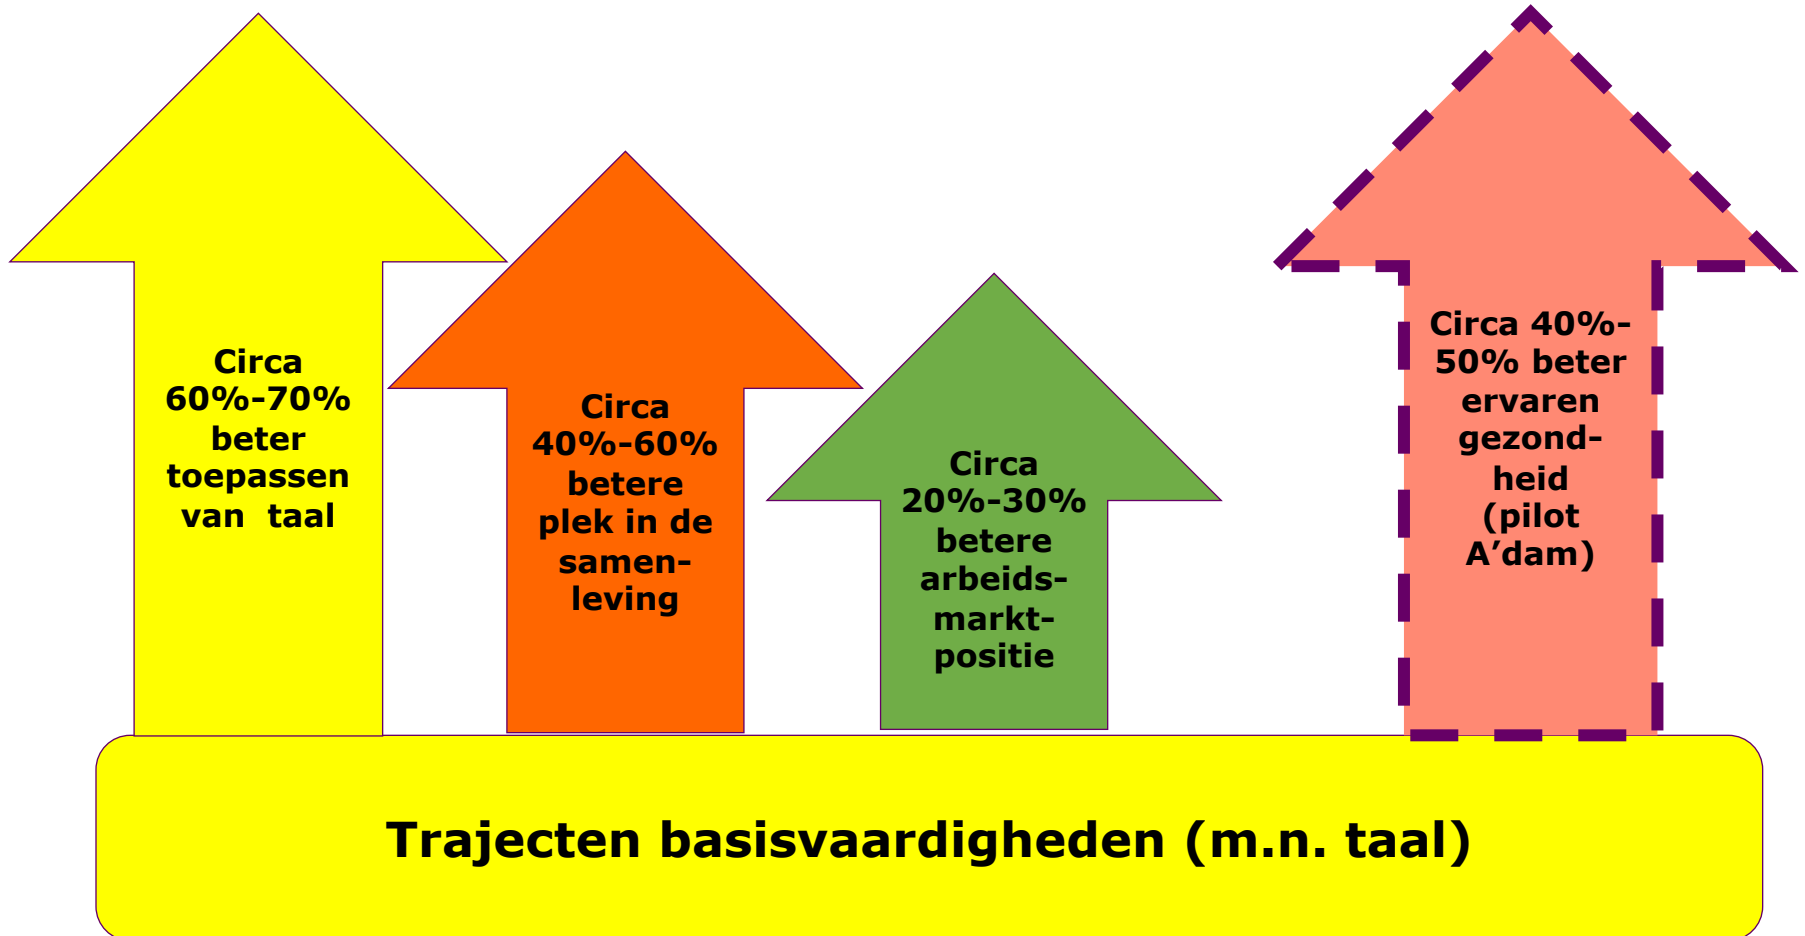 Circa
60%-70%
beter
toepassen
van taal
Circa
40%-60%
betere
plek in de
samen-
leving
Circa
20%-30%
betere
arbeids-
markt-
positie
Circa 40%-
50% beter
ervaren
gezond-
heid
(pilot
A’dam)
Trajecten basisvaardigheden (m.n. taal)